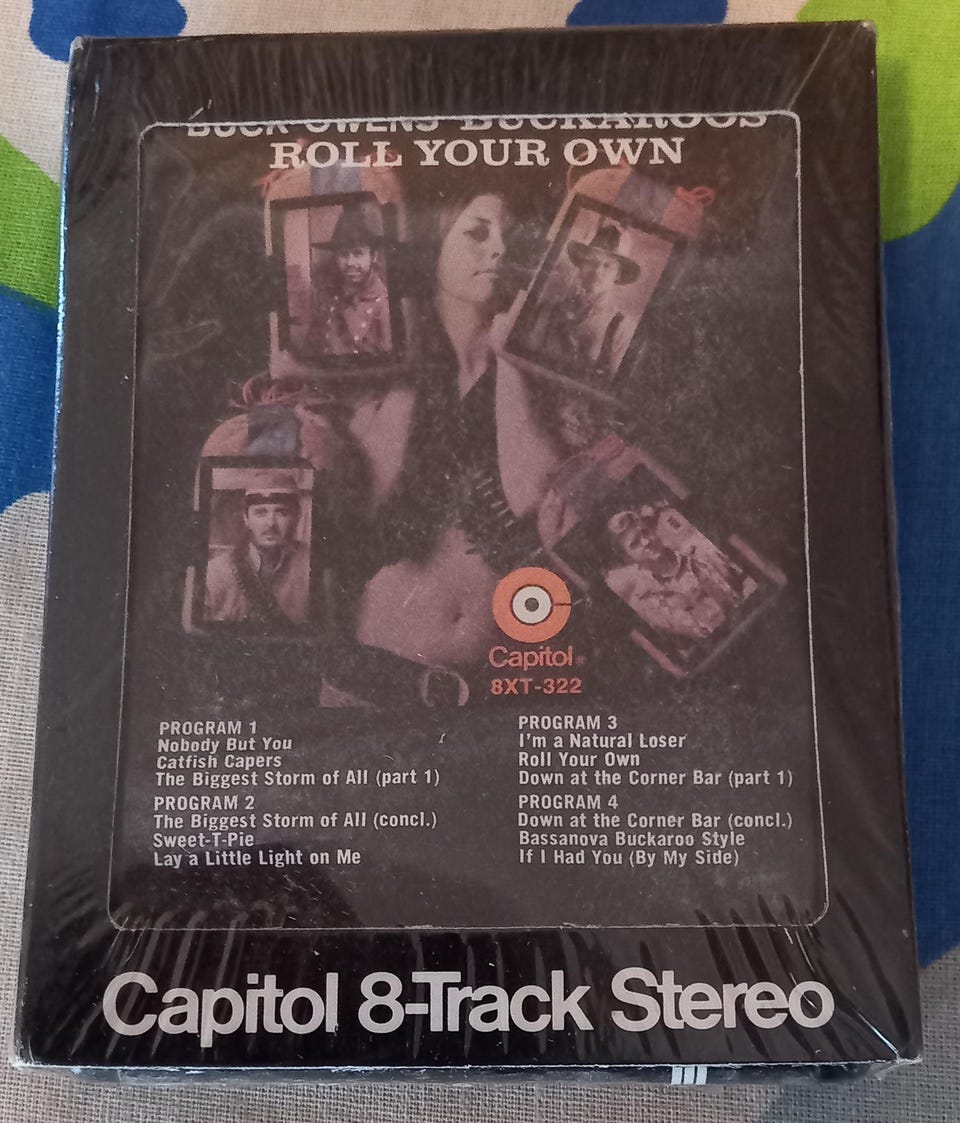 BUCK OWENS' BUCKAROOS
ROLL YOUR OWN
Capitol®
8XT-322
PROGRAM 1
Nobody But You
Catfish Capers
The Biggest Storm of All (part 1)
PROGRAM 2
The Biggest Storm of All (concl.)
Sweet-T-Pie
Lay a Little Light on Me
PROGRAM 3
I'm a Natural Loser
Roll Your Own
Down at the Corner Bar (part 1)
PROGRAM 4
Down at the Corner Bar (concl.)
Bassanova Buckaroo Style
If I Had You (By My Side)
Capitol 8-Track Stereo